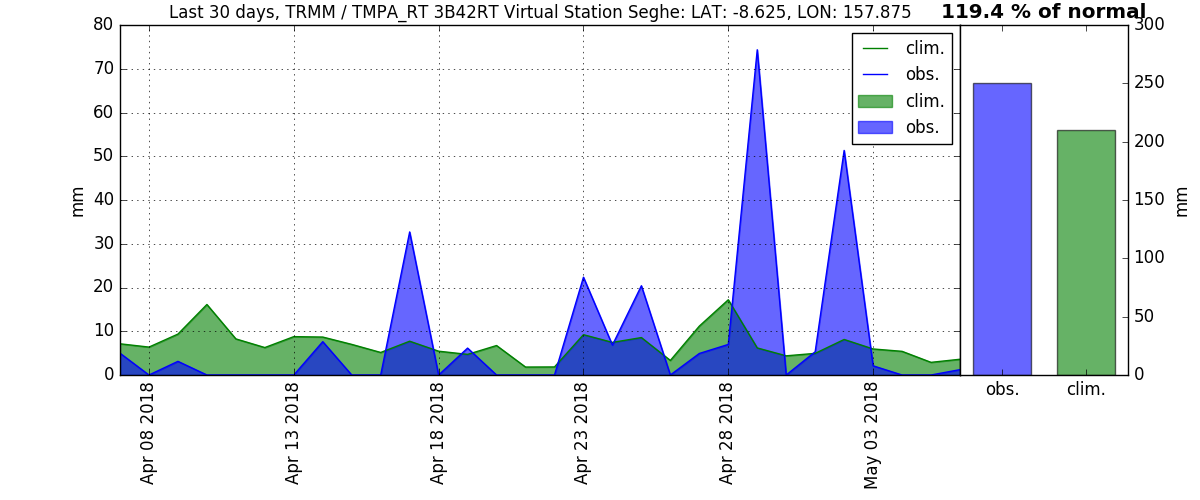 Last 30 days, TRMM / TMPA_RT 3B42RT Virtual Station Seghe: LAT: -8.625, LON: 157.875
119.4 % of normal
80
70
60
50
40
30
20
10
0
mm
clim.
obs.
clim.
obs.
Apr 08 2018
Apr 13 2018
Apr 18 2018
Apr 23 2018
Apr 28 2018
May 03 2018
300
250
200
150
100
50
0
mm
obs.
clim.